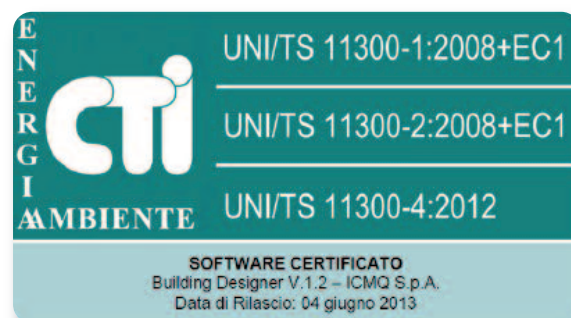 ENERGIA
CTI
AMBIENTE
UNI/TS 11300-1:2008+EC1
UNI/TS 11300-2:2008+EC1
UNI/TS 11300-4:2012
SOFTWARE CERTIFICATO
Building Designer V.1.2 – ICMQ S.p.A.
Data di Rilascio: 04 giugno 2013